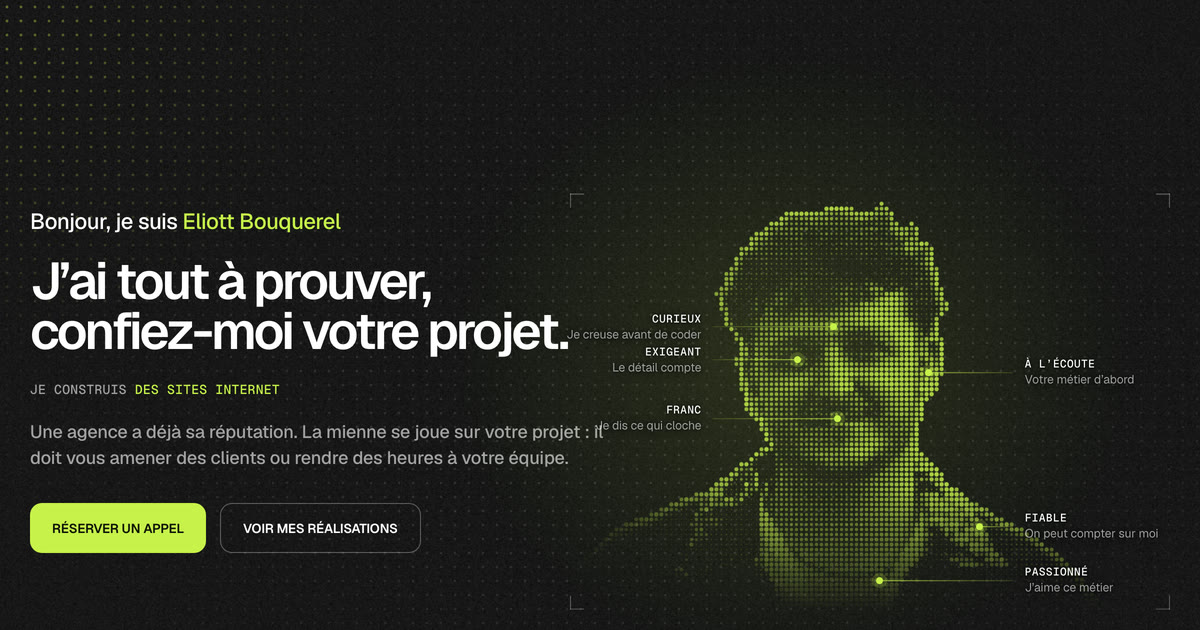 Bonjour, je suis Eliott Bouquerel
J’ai tout à prouver,
confiez-moi votre projet.
JE CONSTRUIS DES SITES INTERNET
Une agence a déjà sa réputation. La mienne se joue sur votre projet : il
doit vous amener des clients ou rendre des heures à votre équipe.
RÉSERVER UN APPEL
VOIR MES RÉALISATIONS
CURIEUX
Je creuse avant de coder
EXIGEANT
Le détail compte
FRANC
Je dis ce qui cloche
À L’ÉCOUTE
Votre métier d’abord
FIABLE
On peut compter sur moi
PASSIONNÉ
J’aime ce métier